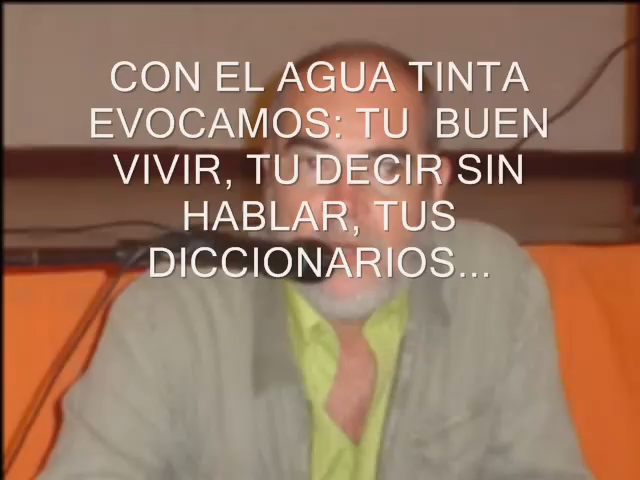 CON EL AGUA TINTA
EVOCAMOS: TU BUEN
VIVIR, TU DECIR SIN
HABLAR, TUS
DICCIONARIOS...